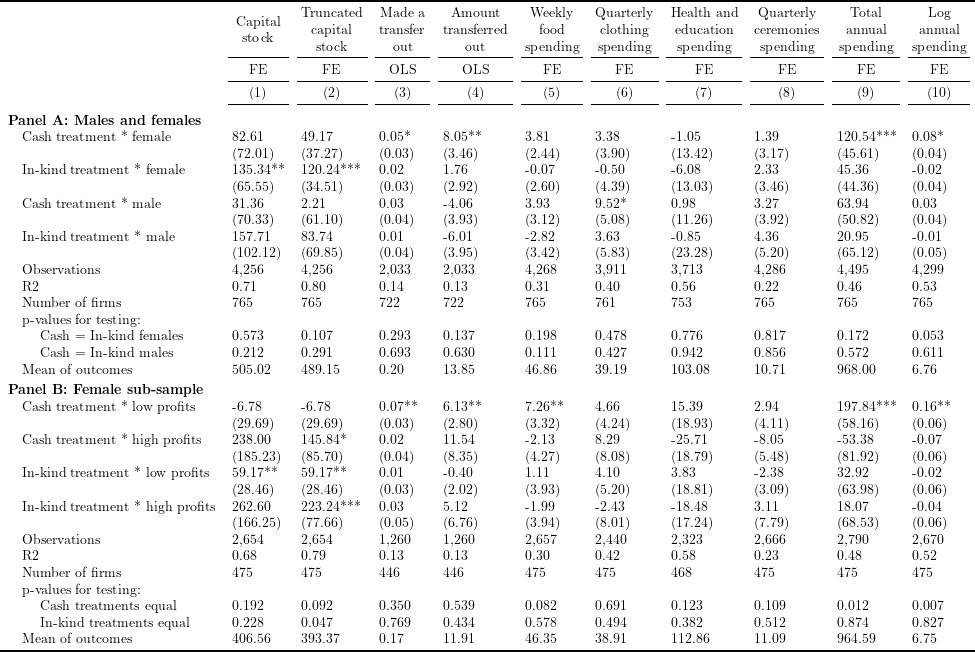 Capital stock | Truncated capital stock | Made a transfer out | Amount transferred out | Weekly food spending | Quarterly clothing spending | Health and education spending | Quarterly ceremonies spending | Total annual spending | Log annual spending
FE FE OLS OLS FE FE FE FE FE FE
(1) (2) (3) (4) (5) (6) (7) (8) (9) (10)
Panel A: Males and females
Cash treatment * female 82.61 49.17 0.05* 8.05** 3.81 3.38 -1.05 1.39 120.54*** 0.08*
(72.01) (37.27) (0.03) (3.46) (2.44) (3.90) (13.42) (3.17) (45.61) (0.04)
In-kind treatment * female 135.34** 120.24*** 0.02 1.76 -0.07 -0.50 -6.08 2.33 45.36 -0.02
(65.55) (34.51) (0.03) (2.92) (2.60) (4.39) (13.03) (3.46) (44.36) (0.04)
Cash treatment * male 31.36 2.21 0.03 -4.06 3.93 9.52* 0.98 3.27 63.94 0.03
(70.33) (61.10) (0.04) (3.93) (3.12) (5.08) (11.26) (3.92) (50.82) (0.04)
In-kind treatment * male 157.71 83.74 0.01 -6.01 -2.82 3.63 -0.85 4.36 20.95 -0.01
(102.12) (69.85) (0.04) (3.95) (3.42) (5.83) (23.28) (5.20) (65.12) (0.05)
Observations 4,256 4,256 2,033 2,033 4,268 3,911 3,713 4,286 4,495 4,299
R2 0.71 0.80 0.14 0.13 0.31 0.40 0.56 0.22 0.46 0.53
Number of firms 765 765 722 722 765 761 753 765 765 765
p-values for testing:
Cash = In-kind females 0.573 0.107 0.293 0.137 0.198 0.478 0.776 0.817 0.172 0.053
Cash = In-kind males 0.212 0.291 0.693 0.630 0.111 0.427 0.942 0.856 0.572 0.611
Mean of outcomes 505.02 489.15 0.20 13.85 46.86 39.19 103.08 10.71 968.00 6.76
Panel B: Female sub-sample
Cash treatment * low profits -6.78 -6.78 0.07** 6.13** 7.26** 4.66 15.39 2.94 197.84*** 0.16**
(29.69) (29.69) (0.03) (2.80) (3.32) (4.24) (18.93) (4.11) (58.16) (0.06)
Cash treatment * high profits 238.00 145.84* 0.02 11.54 -2.13 8.29 -25.71 -8.05 -53.38 -0.07
(185.23) (85.70) (0.04) (8.35) (4.27) (8.08) (18.79) (5.48) (81.92) (0.06)
In-kind treatment * low profits 59.17** 59.17** 0.01 -0.40 1.11 4.10 3.83 -2.38 32.92 -0.02
(28.46) (28.46) (0.03) (2.02) (3.93) (5.20) (18.81) (3.09) (63.98) (0.06)
In-kind treatment * high profits 262.60 223.24*** 0.03 5.12 -1.99 -2.43 -18.48 3.11 18.07 -0.04
(166.25) (77.66) (0.05) (6.76) (3.94) (8.01) (17.24) (7.79) (68.53) (0.06)
Observations 2,654 2,654 1,260 1,260 2,657 2,440 2,323 2,666 2,790 2,670
R2 0.68 0.79 0.13 0.13 0.30 0.42 0.58 0.23 0.48 0.52
Number of firms 475 475 446 446 475 475 468 475 475 475
p-values for testing:
Cash treatments equal 0.192 0.092 0.350 0.539 0.082 0.691 0.123 0.109 0.012 0.007
In-kind treatments equal 0.228 0.047 0.769 0.434 0.578 0.494 0.382 0.512 0.874 0.827
Mean of outcomes 406.56 393.37 0.17 11.91 46.35 38.91 112.86 11.09 964.59 6.75